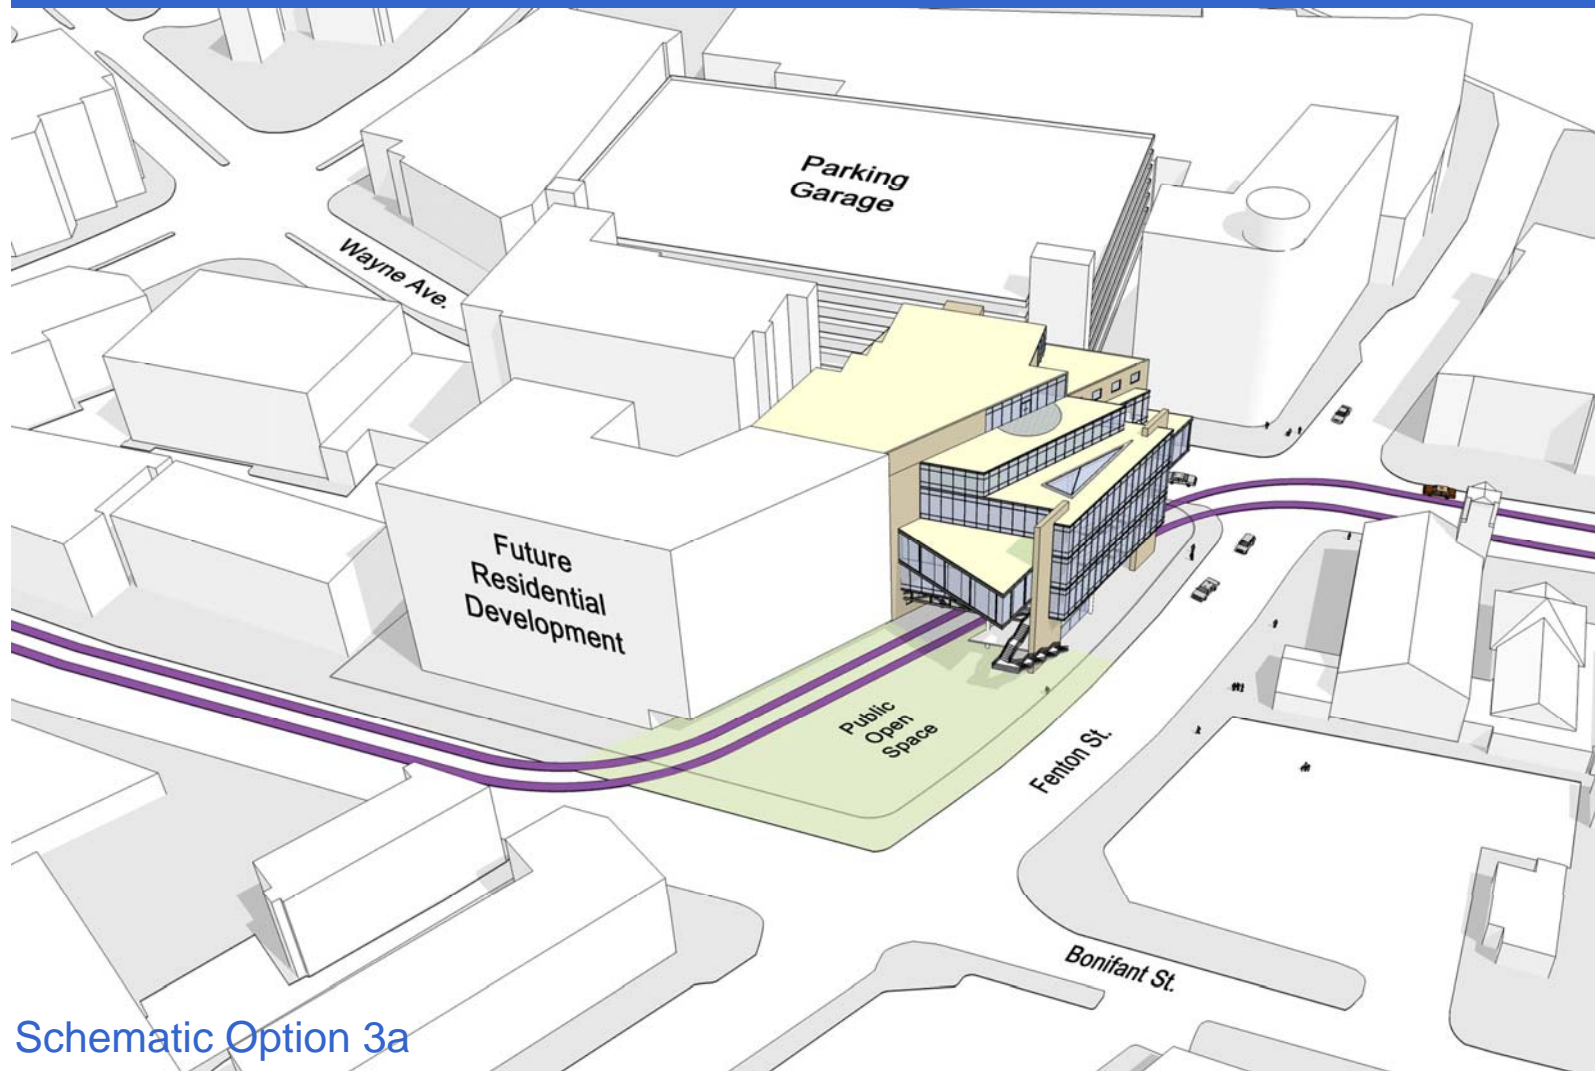 Parking
Garage
Wayne Ave.
Future
Residential
Development
Public
Open
Space
Fenton St.
Bonifant St.
Schematic Option 3a